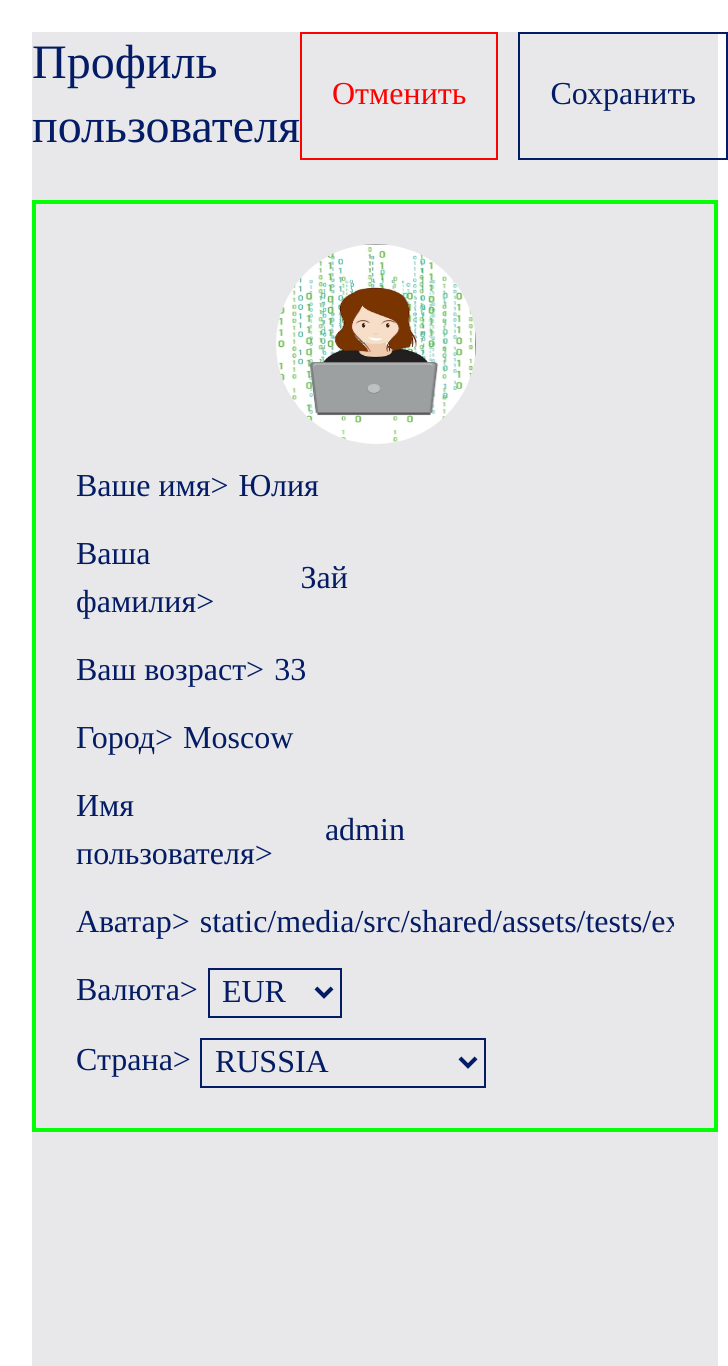 Профиль
пользователя
Отменить
Сохранить
Ваше имя> Юлия
Ваша
фамилия>
Зай
Ваш возраст> 33
Город> Moscow
Имя
пользователя>
admin
Аватар> static/media/src/shared/assets/tests/ex
Валюта> EUR
Страна> RUSSIA